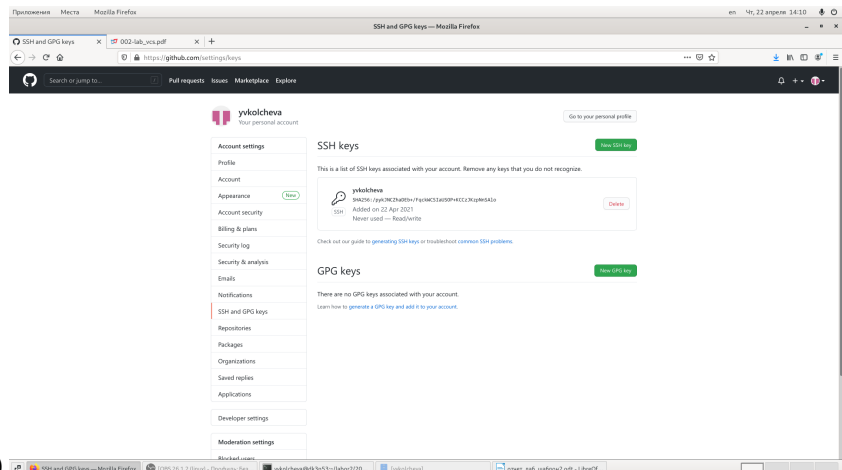 Приложения Места Mozilla Firefox en Чт, 22 апреля 14:10
SSH and GPG keys — Mozilla Firefox
SSH and GPG keys 002-lab_vcs.pdf
https://github.com/settings/keys
Search or jump to... Pull requests Issues Marketplace Explore
yvkolcheva
Your personal account
Go to your personal profile
Account settings
Profile
Account
Appearance New
Account security
Billing & plans
Security log
Security & analysis
Emails
Notifications
SSH and GPG keys
Repositories
Packages
Organizations
Saved replies
Applications
Developer settings
Moderation settings
Blocked users
SSH keys New SSH key
This is a list of SSH keys associated with your account. Remove any keys that you do not recognize.
yvkolcheva
SSH
Added on 22 Apr 2021
Never used — Read/write
Delete
Check out our guide to generating SSH keys or troubleshoot common SSH problems.
GPG keys New GPG key
There are no GPG keys associated with your account.
Learn how to generate a GPG key and add it to your account.
SSH and GPG keys — Mozilla Firefox [yvkolcheva]